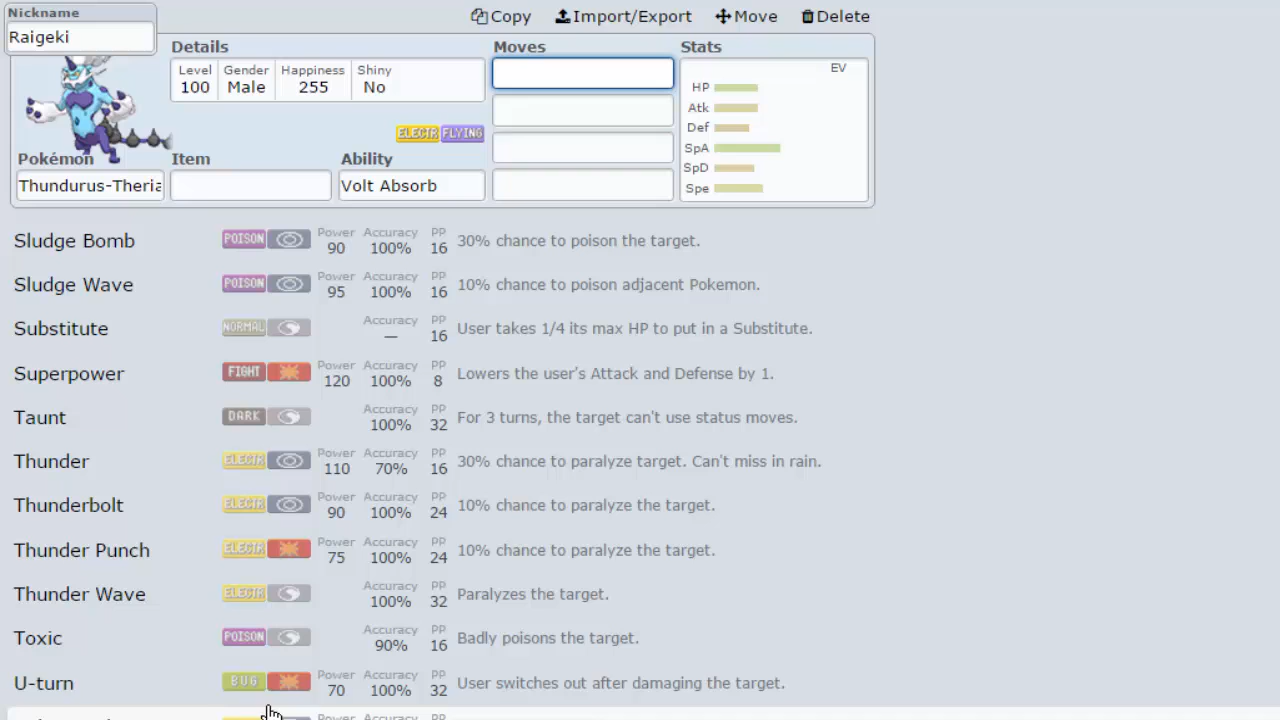 Nickname
Raigeki
Copy Import/Export Move Delete
Details
Level Gender Happiness Shiny
100 Male 255 No
ELECTR FLYING
Pokémon Item Ability
Thundurus-Theria Volt Absorb
Moves
Stats
EV
HP
Atk
Def
SpA
SpD
Spe
Sludge Bomb POISON Power 90 Accuracy 100% PP 16 30% chance to poison the target.
Sludge Wave POISON Power 95 Accuracy 100% PP 16 10% chance to poison adjacent Pokemon.
Substitute NORMAL Accuracy — PP 16 User takes 1/4 its max HP to put in a Substitute.
Superpower FIGHT Power 120 Accuracy 100% PP 8 Lowers the user's Attack and Defense by 1.
Taunt DARK Accuracy 100% PP 32 For 3 turns, the target can't use status moves.
Thunder ELECTR Power 110 Accuracy 70% PP 16 30% chance to paralyze target. Can't miss in rain.
Thunderbolt ELECTR Power 90 Accuracy 100% PP 24 10% chance to paralyze the target.
Thunder Punch ELECTR Power 75 Accuracy 100% PP 24 10% chance to paralyze the target.
Thunder Wave ELECTR Accuracy 100% PP 32 Paralyzes the target.
Toxic POISON Accuracy 90% PP 16 Badly poisons the target.
U-turn BUG Power 70 Accuracy 100% PP 32 User switches out after damaging the target.
Power Accuracy PP